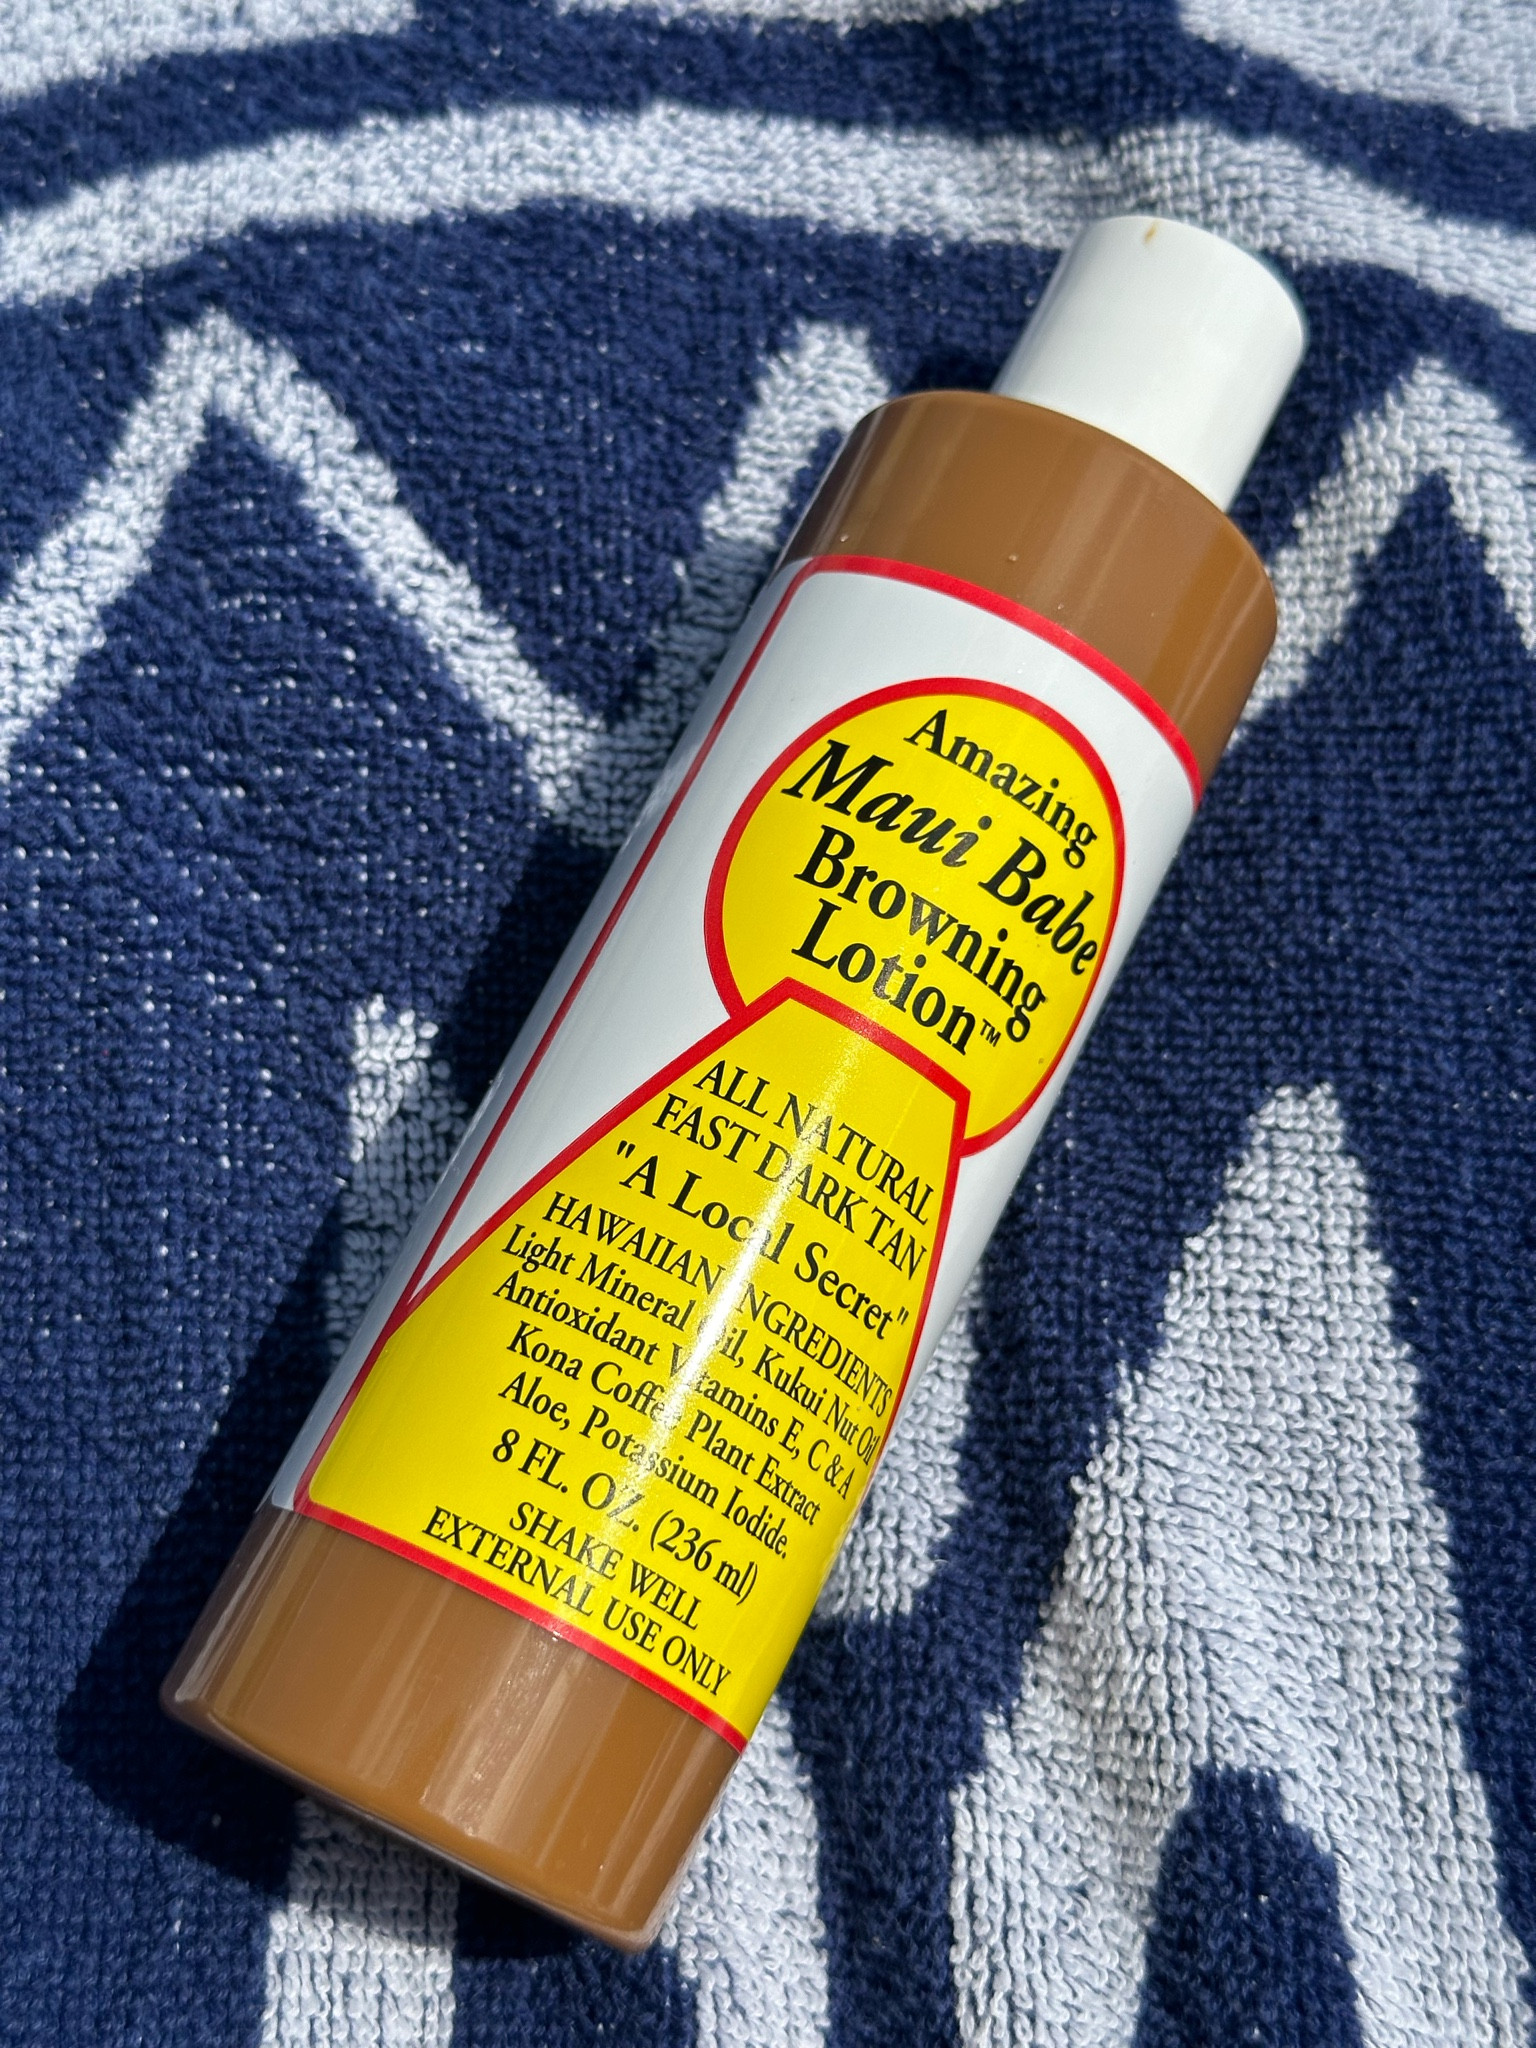 Amazing
Maui Babe
Browning
Lotion™
ALL NATURAL
FAST DARK TAN
"A Local Secret"
HAWAIIAN INGREDIENTS
Light Mineral Oil, Kukui Nut Oil
Antioxidant Vitamins E, C & A
Kona Coffee Plant Extract
Aloe, Potassium Iodide.
8 FL. OZ. (236 ml)
SHAKE WELL
EXTERNAL USE ONLY